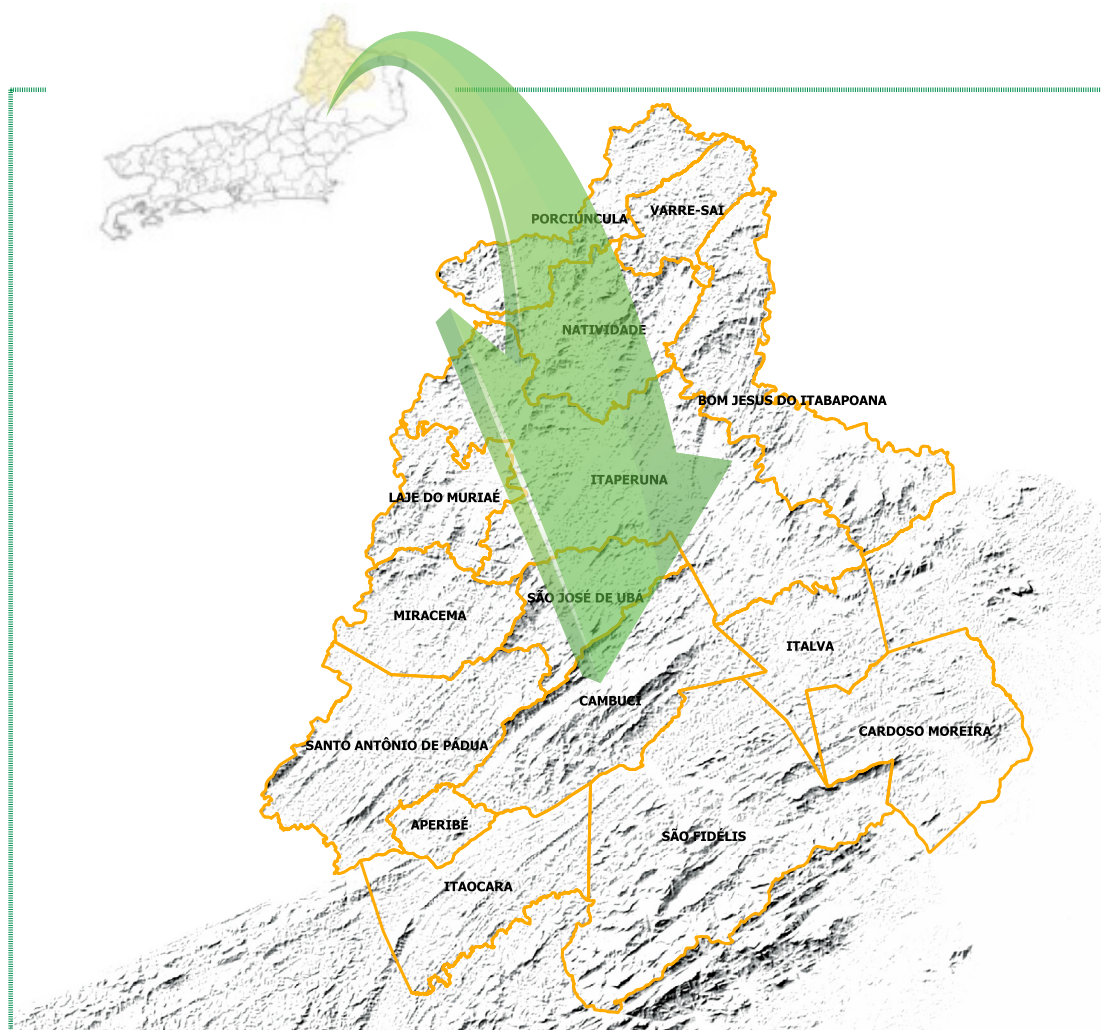 VARRE-SAI
PORCIÚNCULA
NATIVIDADE
BOM JESUS DO ITABAPOANA
ITAPERUNA
LAJE DO MURIAÉ
SÃO JOSÉ DE UBÁ
MIRACEMA
ITALVA
CAMBUCI
CARDOSO MOREIRA
SANTO ANTÔNIO DE PÁDUA
APERIBÉ
SÃO FIDÉLIS
ITAOCARA